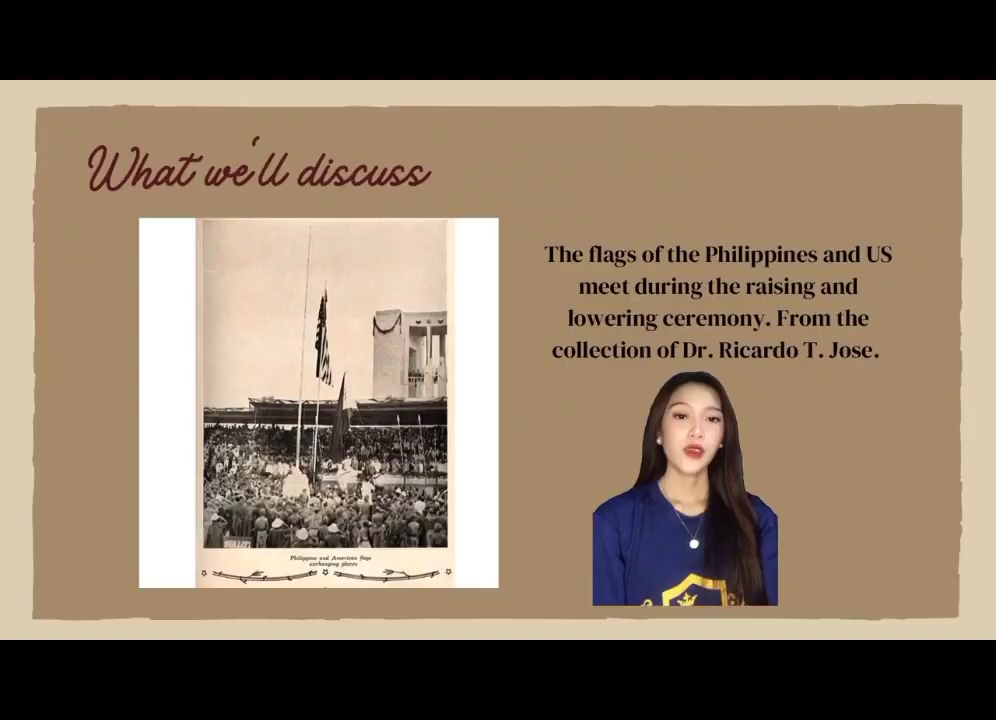 What we'll discuss
The flags of the Philippines and US
meet during the raising and
lowering ceremony. From the
collection of Dr. Ricardo T. Jose.
Philippine and American flags
exchanging places